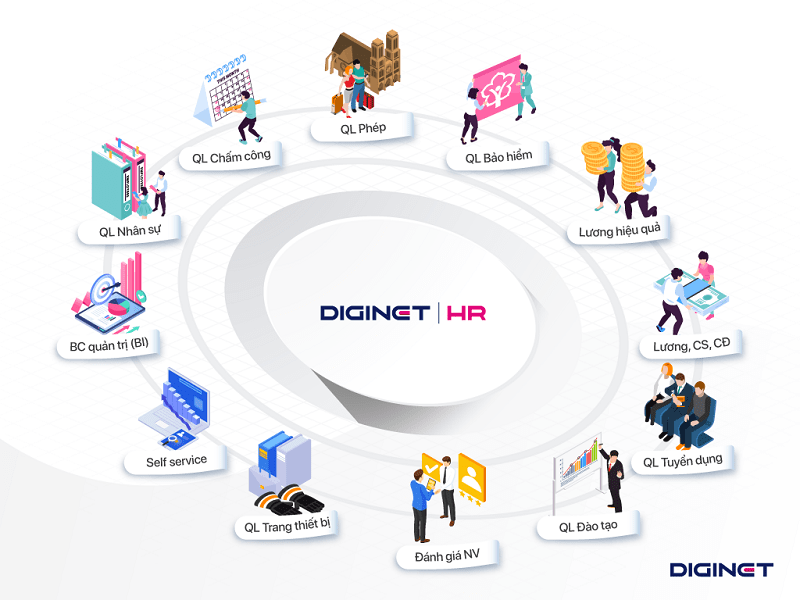 QL Phép
QL Chấm công
QL Bảo hiểm
QL Nhân sự
Lương hiệu quả
DIGINET | HR
BC quản trị (BI)
Lương, CS, CĐ
Self service
QL Tuyển dụng
QL Trang thiết bị
QL Đào tạo
Đánh giá NV
DIGINET